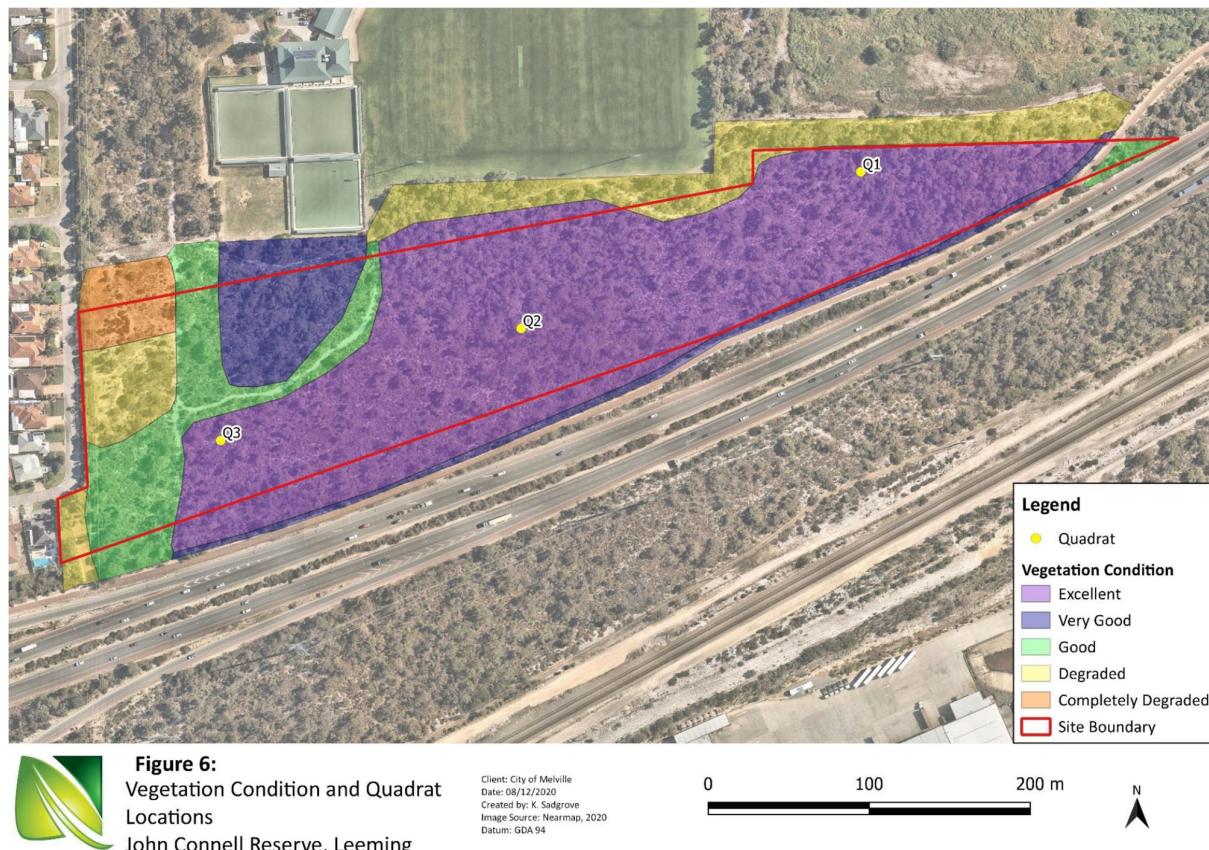 Q1
Q2
Q3
Legend
Quadrat
Vegetation Condition
Excellent
Very Good
Good
Degraded
Completely Degraded
Site Boundary
Figure 6:
Vegetation Condition and Quadrat
Locations
John Connell Reserve, Leeming
Client: City of Melville
Date: 08/12/2020
Created by: K. Sadgrove
Image Source: Nearmap, 2020
Datum: GDA 94
0 100 200 m
N